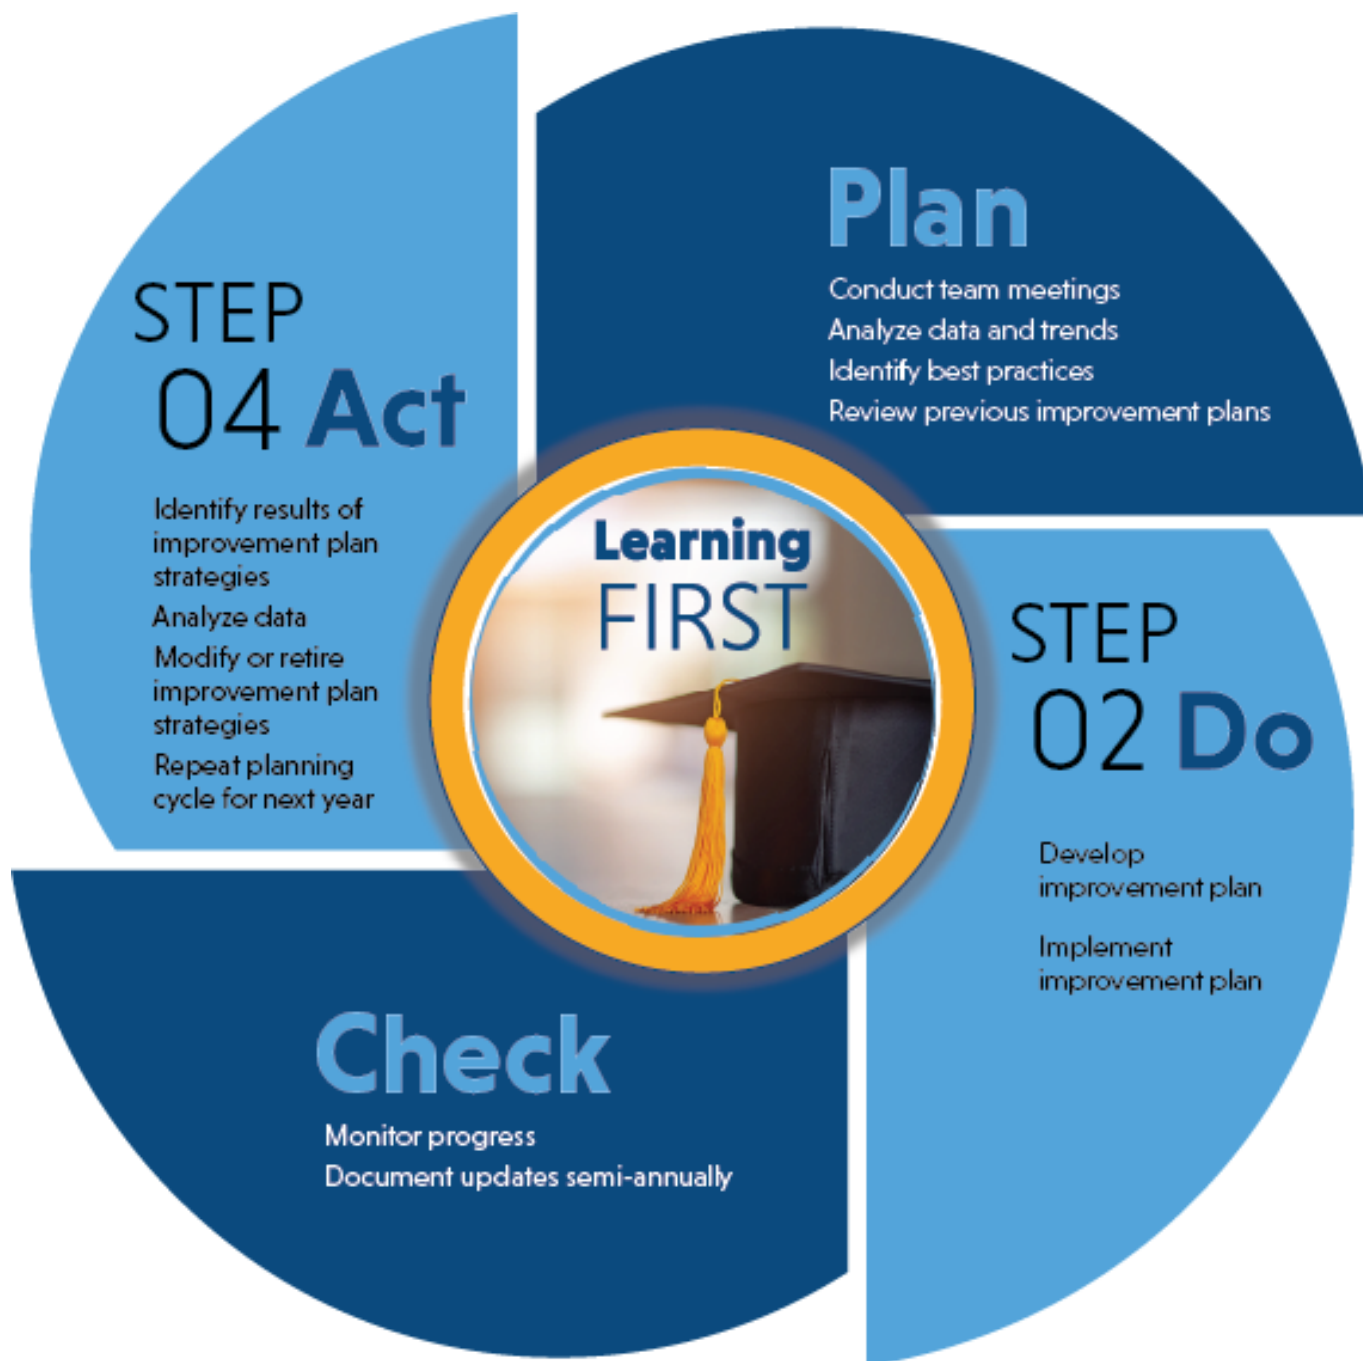 Plan
Conduct team meetings
Analyze data and trends
Identify best practices
Review previous improvement plans
STEP
02 Do
Develop
improvement plan
Implement
improvement plan
Check
Monitor progress
Document updates semi-annually
STEP
04 Act
Identify results of
improvement plan
strategies
Analyze data
Modify or retire
improvement plan
strategies
Repeat planning
cycle for next year
Learning
FIRST